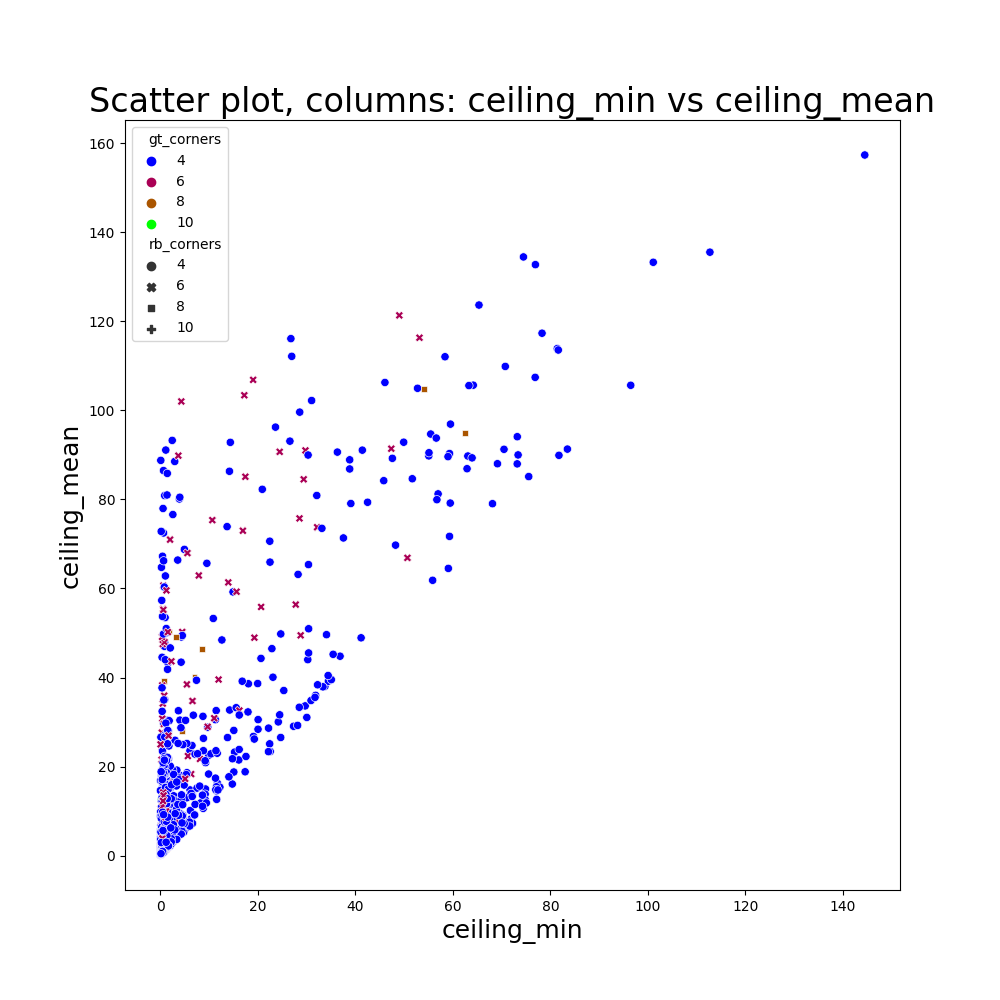 Scatter plot, columns: ceiling_min vs ceiling_mean
gt_corners
4
6
8
10
rb_corners
4
6
8
10
160
140
120
100
80
60
40
20
0
ceiling_mean
0 20 40 60 80 100 120 140
ceiling_min